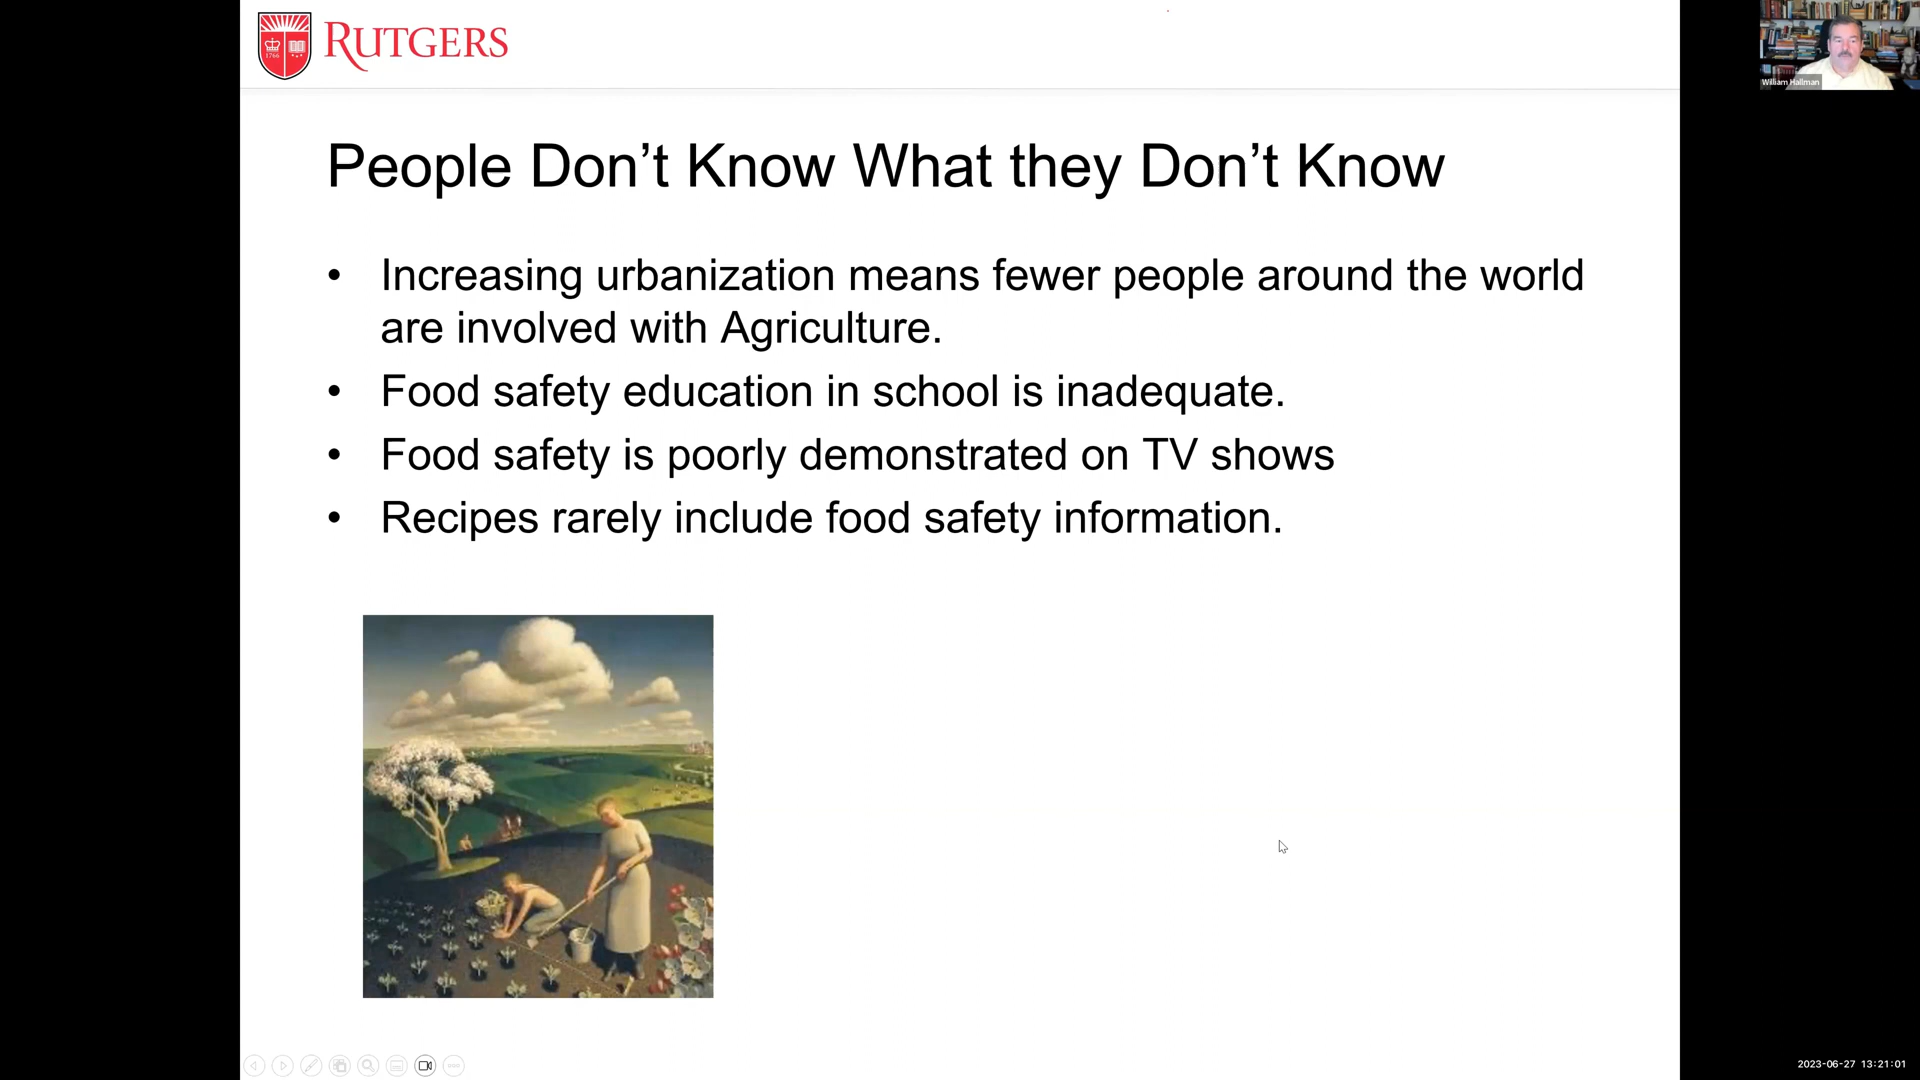 RUTGERS
1766
William Hallman
People Don’t Know What they Don’t Know
• Increasing urbanization means fewer people around the world
are involved with Agriculture.
• Food safety education in school is inadequate.
• Food safety is poorly demonstrated on TV shows
• Recipes rarely include food safety information.
2023-06-27 13:21:01